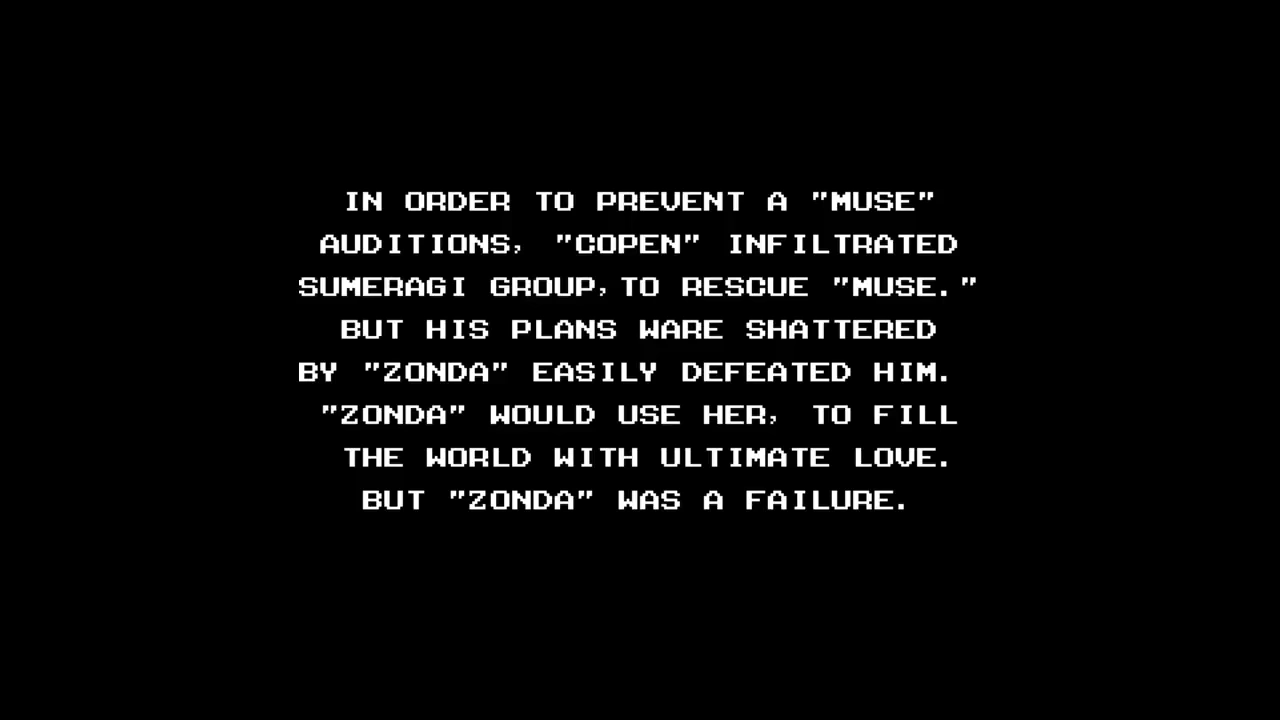 IN ORDER TO PREVENT A "MUSE"
AUDITIONS, "COPEN" INFILTRATED
SUMERAGI GROUP,TO RESCUE "MUSE."
BUT HIS PLANS WARE SHATTERED
BY "ZONDA" EASILY DEFEATED HIM.
"ZONDA" WOULD USE HER, TO FILL
THE WORLD WITH ULTIMATE LOVE.
BUT "ZONDA" WAS A FAILURE.